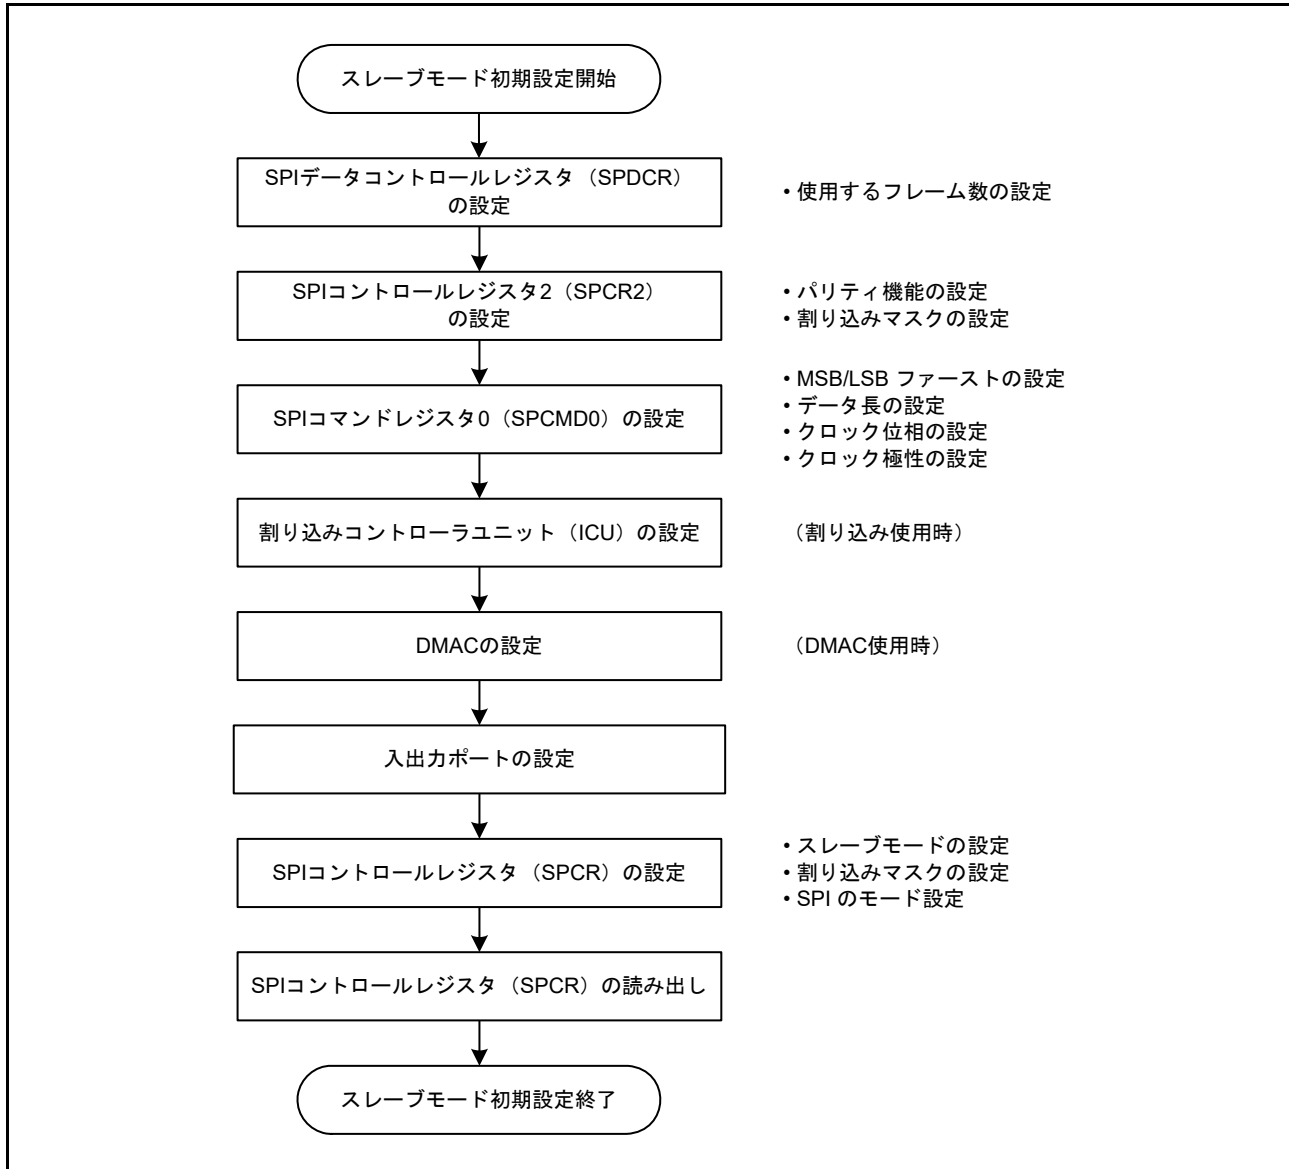 スレーブモード初期設定開始
SPIデータコントロールレジスタ（SPDCR）
の設定
• 使用するフレーム数の設定
SPIコントロールレジスタ2（SPCR2）
の設定
• パリティ機能の設定
• 割り込みマスクの設定
SPIコマンドレジスタ0（SPCMD0）の設定
• MSB/LSB ファーストの設定
• データ長の設定
• クロック位相の設定
• クロック極性の設定
割り込みコントローラユニット（ICU）の設定
（割り込み使用時）
DMACの設定
（DMAC使用時）
入出力ポートの設定
SPIコントロールレジスタ（SPCR）の設定
• スレーブモードの設定
• 割り込みマスクの設定
• SPI のモード設定
SPIコントロールレジスタ（SPCR）の読み出し
スレーブモード初期設定終了